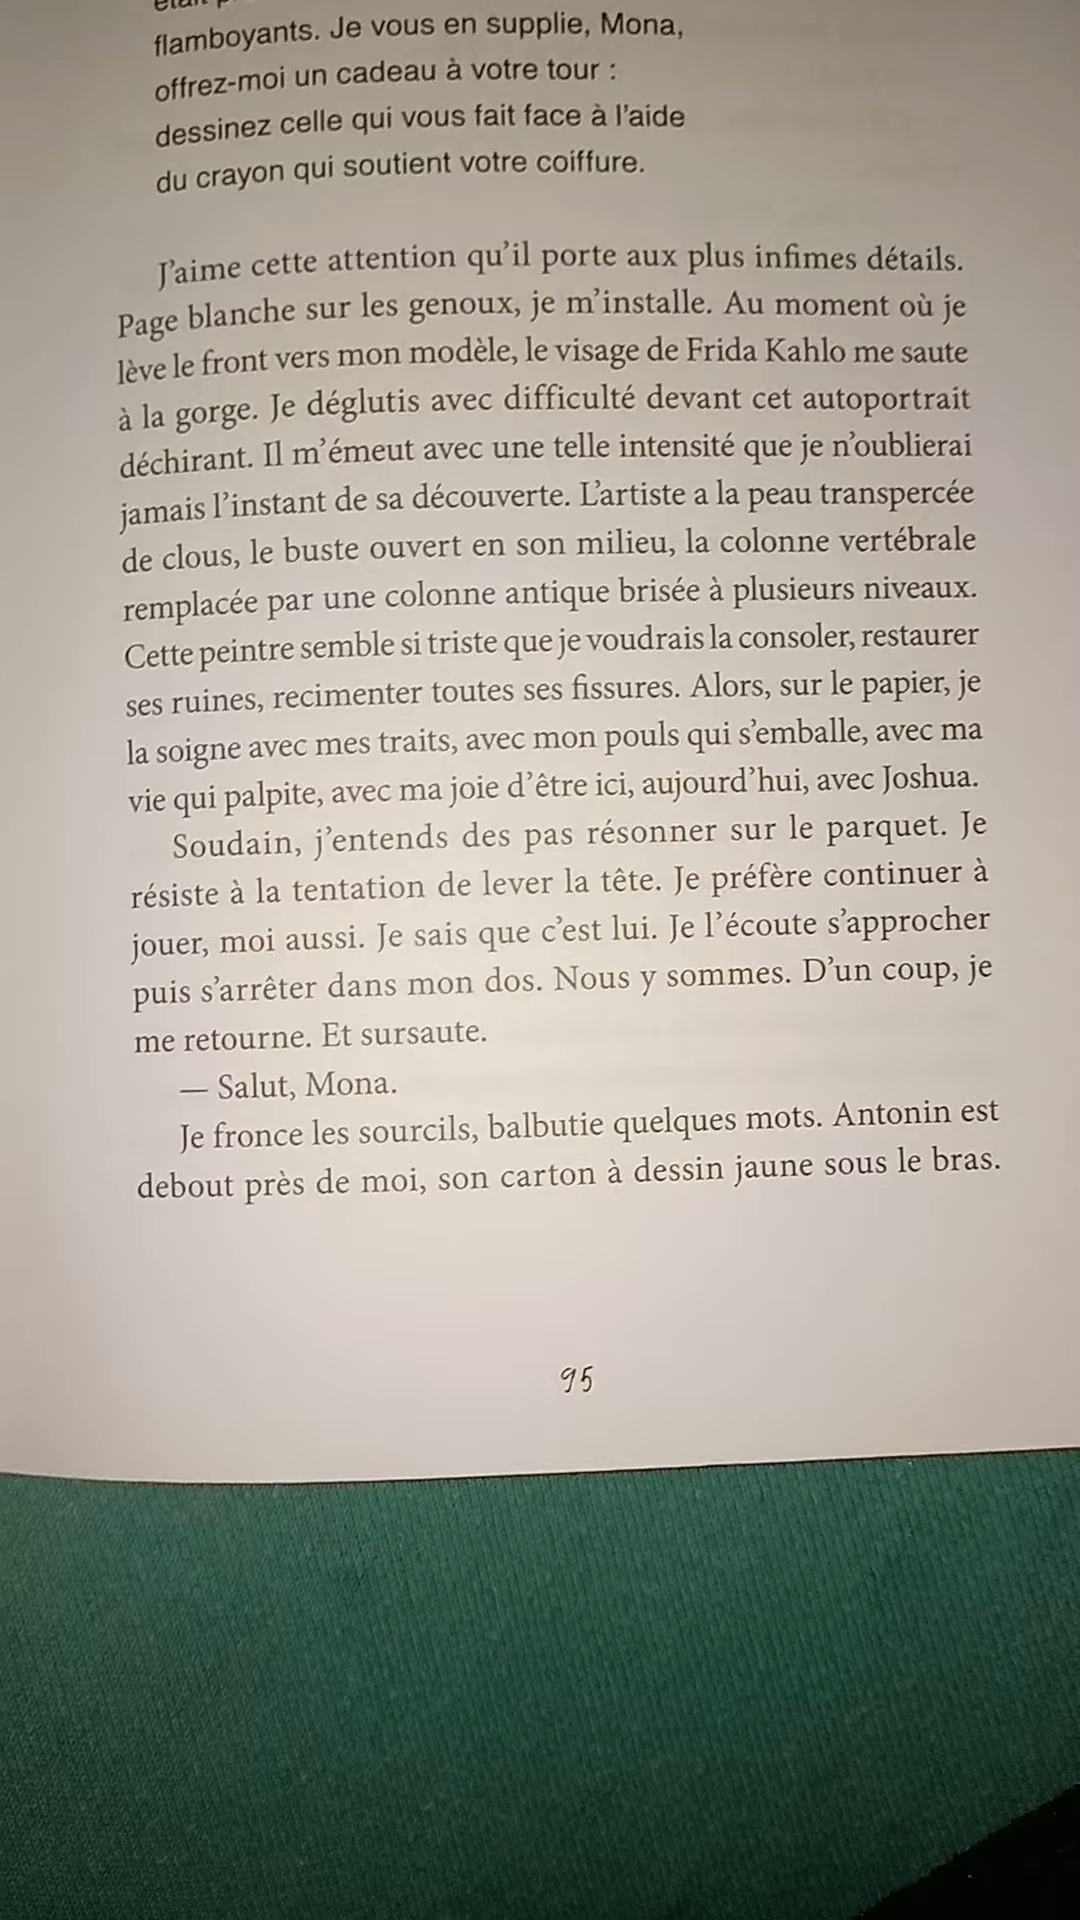 flamboyants. Je vous en supplie, Mona,
offrez-moi un cadeau à votre tour :
dessinez celle qui vous fait face à l'aide
du crayon qui soutient votre coiffure.
J'aime cette attention qu'il porte aux plus infimes détails.
Page blanche sur les genoux, je m'installe. Au moment où je
lève le front vers mon modèle, le visage de Frida Kahlo me saute
à la gorge. Je déglutis avec difficulté devant cet autoportrait
déchirant. Il m'émeut avec une telle intensité que je n'oublierai
jamais l'instant de sa découverte. L'artiste a la peau transpercée
de clous, le buste ouvert en son milieu, la colonne vertébrale
remplacée par une colonne antique brisée à plusieurs niveaux.
Cette peintre semble si triste que je voudrais la consoler, restaurer
ses ruines, recimenter toutes ses fissures. Alors, sur le papier, je
la soigne avec mes traits, avec mon pouls qui s'emballe, avec ma
vie qui palpite, avec ma joie d'être ici, aujourd'hui, avec Joshua.
Soudain, j'entends des pas résonner sur le parquet. Je
résiste à la tentation de lever la tête. Je préfère continuer à
jouer, moi aussi. Je sais que c'est lui. Je l'écoute s'approcher
puis s'arrêter dans mon dos. Nous y sommes. D'un coup, je
me retourne. Et sursaute.
— Salut, Mona.
Je fronce les sourcils, balbutie quelques mots. Antonin est
debout près de moi, son carton à dessin jaune sous le bras.
95